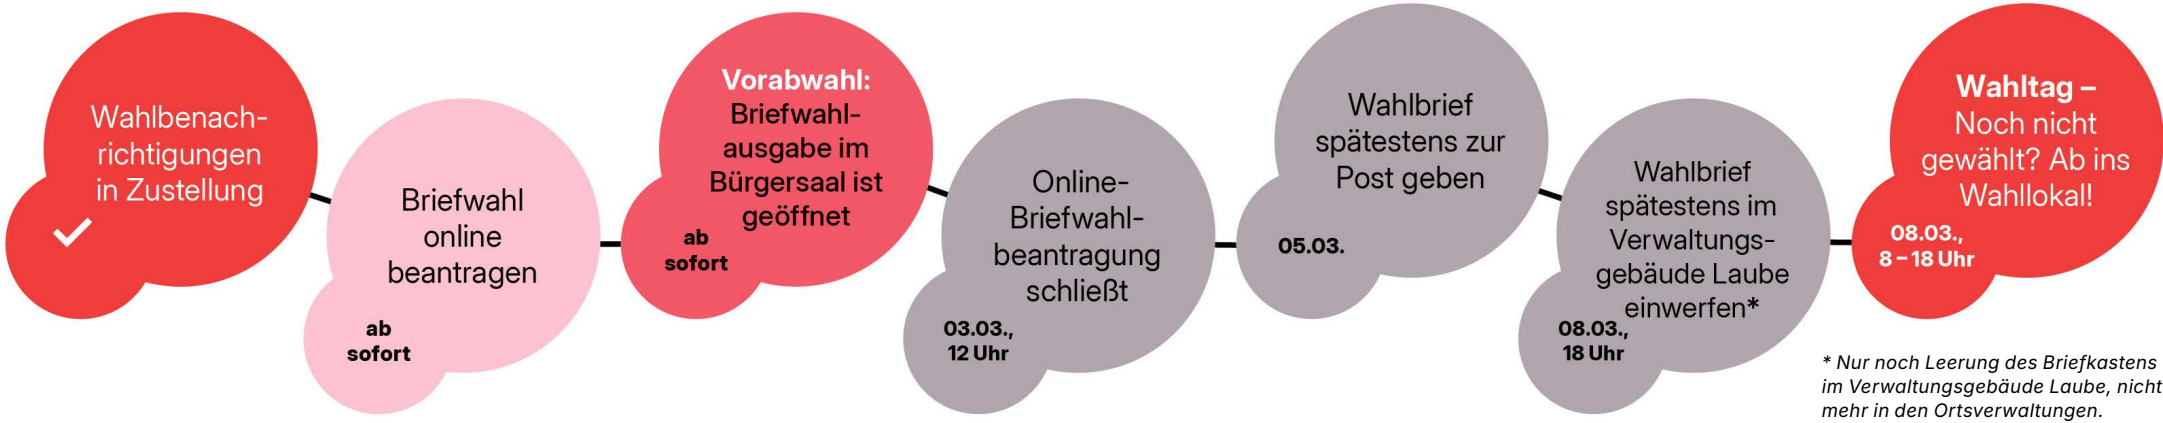 Wahlbenach-
richtigungen
in Zustellung
Briefwahl
online
beantragen
ab
sofort
Vorabwahl:
Briefwahl-
ausgabe im
Bürgersaal ist
geöffnet
ab
sofort
Online-
Briefwahl-
beantragung
schließt
03.03.,
12 Uhr
Wahlbrief
spätestens zur
Post geben
05.03.
Wahlbrief
spätestens im
Verwaltungs-
gebäude Laube
einwerfen*
08.03.,
18 Uhr
Wahltag –
Noch nicht
gewählt? Ab ins
Wahllokal!
08.03.,
8 – 18 Uhr
* Nur noch Leerung des Briefkastens
im Verwaltungsgebäude Laube, nicht
mehr in den Ortsverwaltungen.